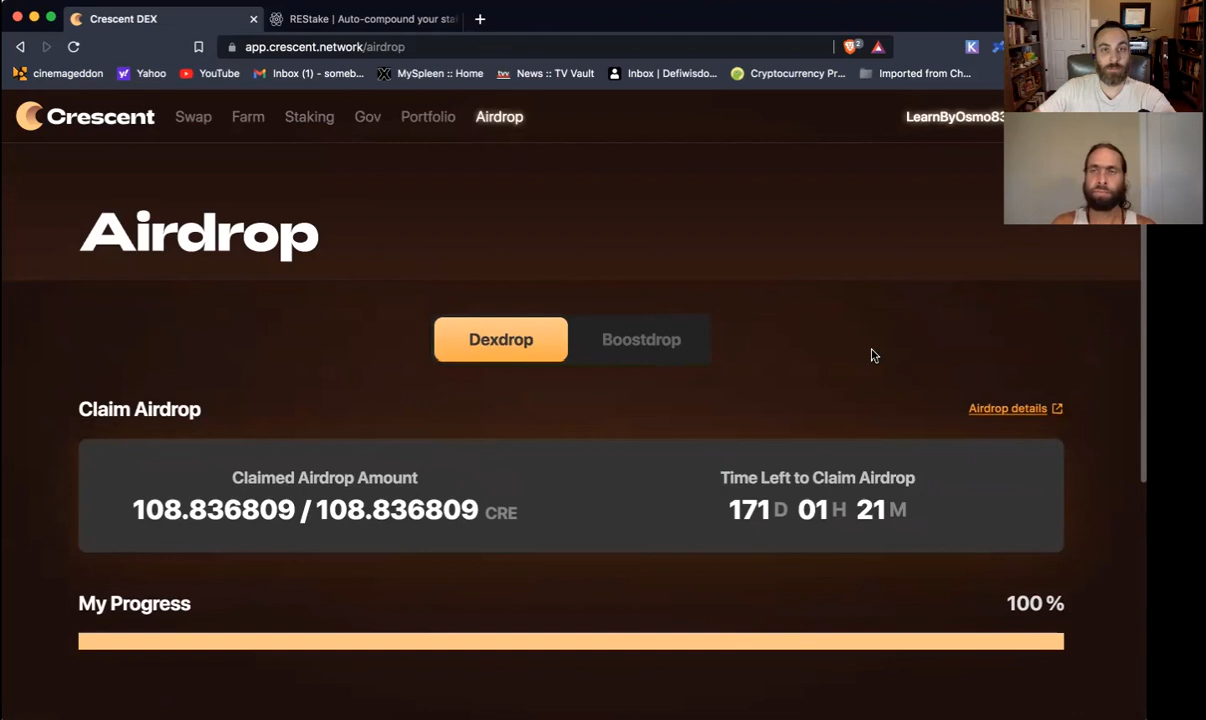 Crescent DEX
REStake | Auto-compound your sta
app.crescent.network/airdrop
2
K
cinemageddon
Yahoo
YouTube
Inbox (1) - someb...
MySpleen :: Home
tvv
News :: TV Vault
Inbox | Defiwisdo...
Cryptocurrency Pr...
Imported from Ch...
Crescent
Swap
Farm
Staking
Gov
Portfolio
Airdrop
LearnByOsmo83
Airdrop
Dexdrop
Boostdrop
Claim Airdrop
Airdrop details
Claimed Airdrop Amount
Time Left to Claim Airdrop
108.836809 / 108.836809 CRE
171 D 01 H 21 M
My Progress
100 %